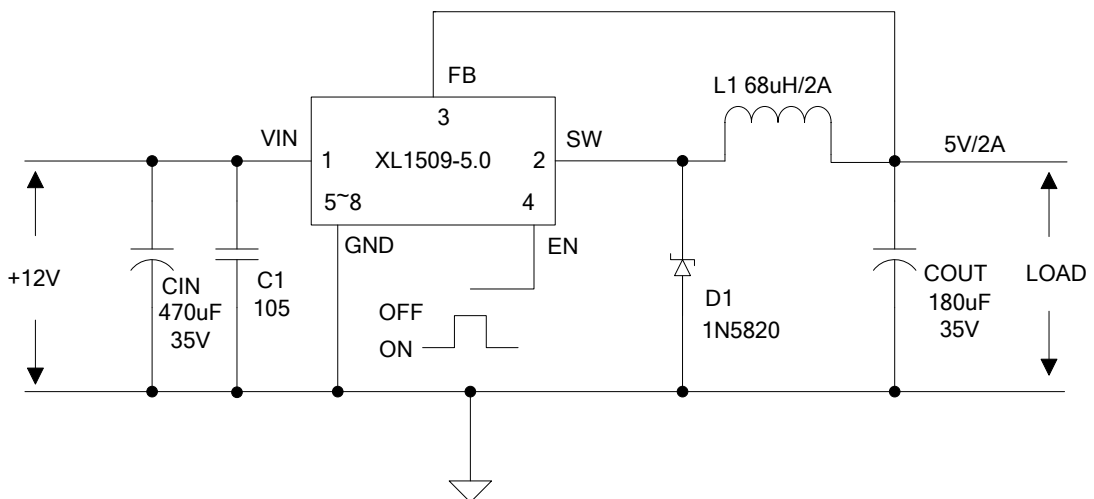 FB
L1 68uH/2A
VIN
3
SW
5V/2A
1
XL1509-5.0
2
5~8
4
GND
EN
+12V
CIN
470uF
35V
C1
105
OFF
ON
D1
1N5820
COUT
180uF
35V
LOAD